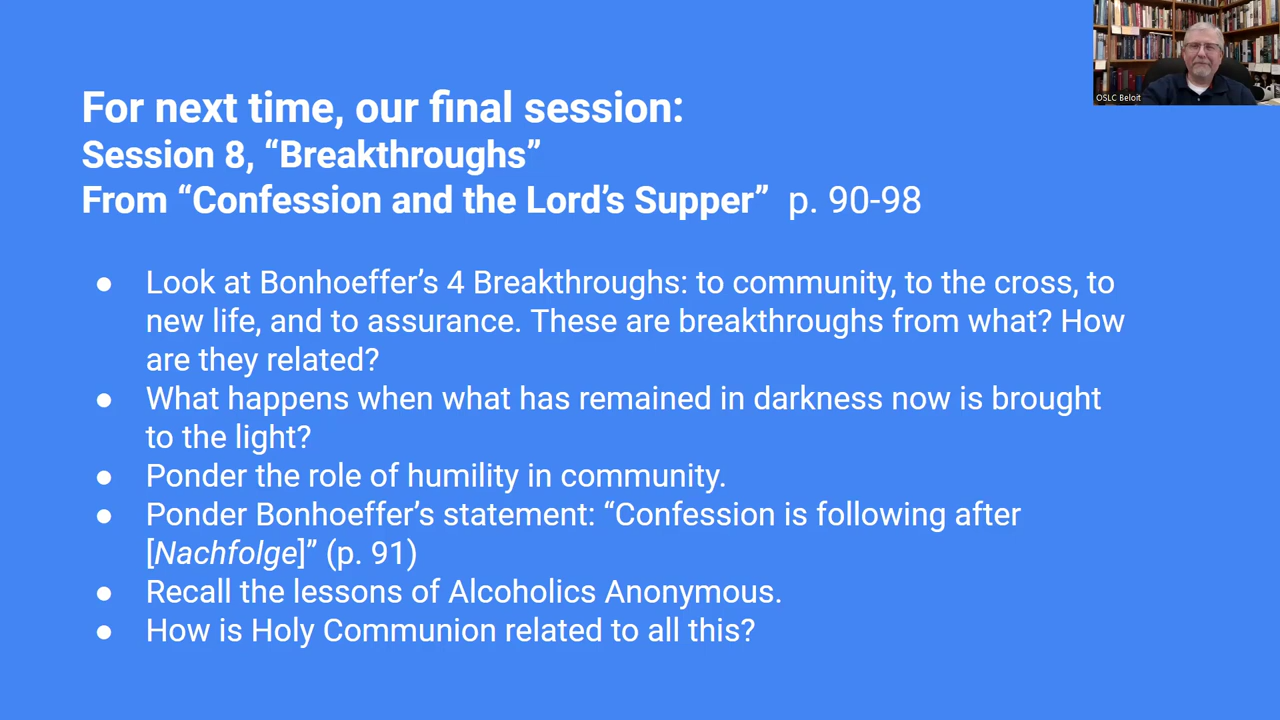 For next time, our final session:
Session 8, “Breakthroughs”
From “Confession and the Lord’s Supper” p. 90-98
● Look at Bonhoeffer’s 4 Breakthroughs: to community, to the cross, to
new life, and to assurance. These are breakthroughs from what? How
are they related?
● What happens when what has remained in darkness now is brought
to the light?
● Ponder the role of humility in community.
● Ponder Bonhoeffer’s statement: “Confession is following after
[Nachfolge]” (p. 91)
● Recall the lessons of Alcoholics Anonymous.
● How is Holy Communion related to all this?
OSLC Beloit